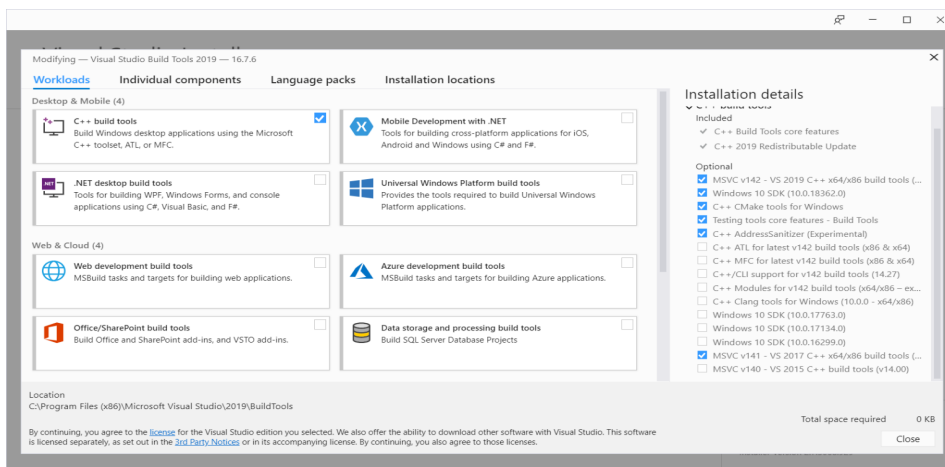 Modifying — Visual Studio Build Tools 2019 — 16.7.6
Workloads
Individual components
Language packs
Installation locations
Desktop & Mobile (4)
C++ build tools
Build Windows desktop applications using the Microsoft
C++ toolset, ATL, or MFC.
Mobile Development with .NET
Tools for building cross-platform applications for iOS,
Android and Windows using C# and F#.
.NET
.NET desktop build tools
Tools for building WPF, Windows Forms, and console
applications using C#, Visual Basic, and F#.
Universal Windows Platform build tools
Provides the tools required to build Universal Windows
Platform applications.
Web & Cloud (4)
Web development build tools
MSBuild tasks and targets for building web applications.
Azure development build tools
MSBuild tasks and targets for building Azure applications.
Office/SharePoint build tools
Build Office and SharePoint add-ins, and VSTO add-ins.
Data storage and processing build tools
Build SQL Server Database Projects
Installation details
C++ build tools
Included
C++ Build Tools core features
C++ 2019 Redistributable Update
Optional
MSVC v142 - VS 2019 C++ x64/x86 build tools (...
Windows 10 SDK (10.0.18362.0)
C++ CMake tools for Windows
Testing tools core features - Build Tools
C++ AddressSanitizer (Experimental)
C++ ATL for latest v142 build tools (x86 & x64)
C++ MFC for latest v142 build tools (x86 & x64)
C++/CLI support for v142 build tools (14.27)
C++ Modules for v142 build tools (x64/x86 – ex...
C++ Clang tools for Windows (10.0.0 - x64/x86)
Windows 10 SDK (10.0.17763.0)
Windows 10 SDK (10.0.17134.0)
Windows 10 SDK (10.0.16299.0)
MSVC v141 - VS 2017 C++ x64/x86 build tools (...
MSVC v140 - VS 2015 C++ build tools (v14.00)
Location
C:\Program Files (x86)\Microsoft Visual Studio\2019\BuildTools
Total space required 0 KB
By continuing, you agree to the license for the Visual Studio edition you selected. We also offer the ability to download other software with Visual Studio. This software
is licensed separately, as set out in the 3rd Party Notices or in its accompanying license. By continuing, you also agree to those licenses.
Close